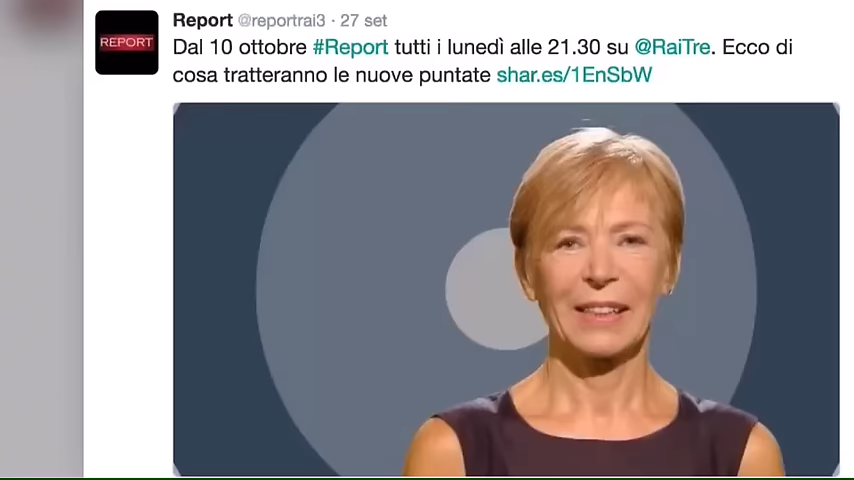 Report @reportrai3 · 27 set
REPORT
Dal 10 ottobre #Report tutti i lunedì alle 21.30 su @RaiTre. Ecco di
cosa tratteranno le nuove puntate shar.es/1EnSbW